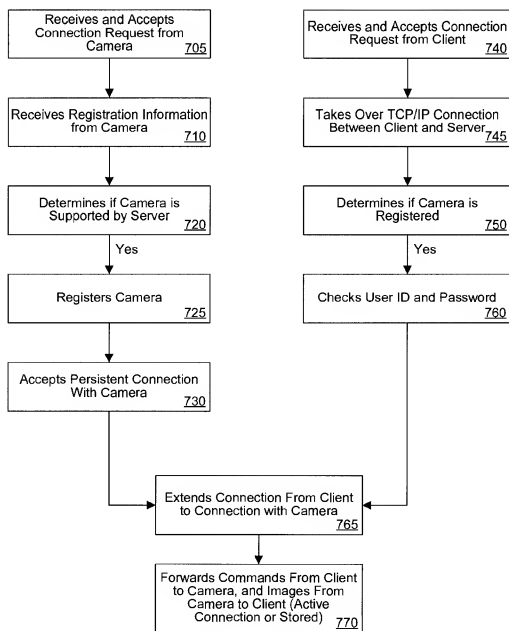 Receives and Accepts
Connection Request from
Camera 705
Receives Registration Information
from Camera 710
Determines if Camera is
Supported by Server
720
Yes
Registers Camera
725
Accepts Persistent Connection
With Camera
730
Receives and Accepts Connection
Request from Client 740
Takes Over TCP/IP Connection
Between Client and Server 745
Determines if Camera is
Registered 750
Yes
Checks User ID and Password
760
Extends Connection From Client
to Connection with Camera
765
Forwards Commands From Client
to Camera, and Images From
Camera to Client (Active
Connection or Stored) 770